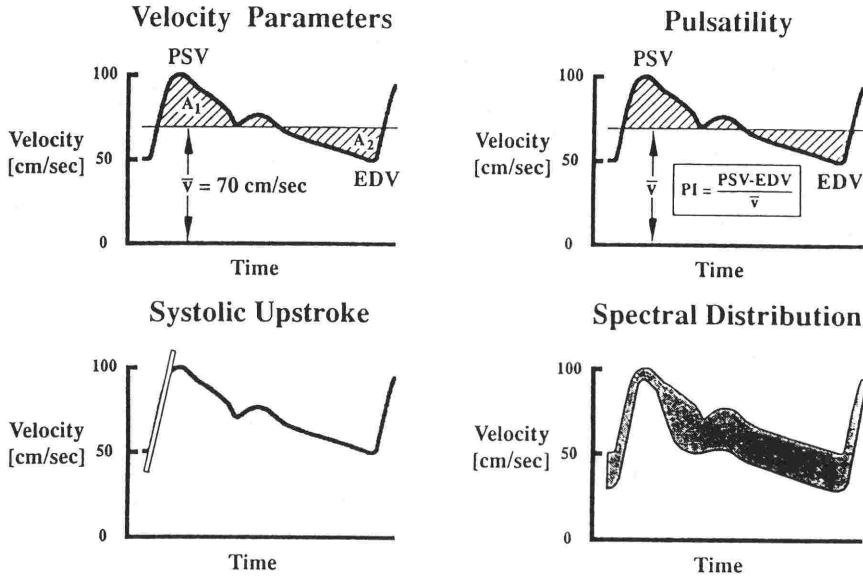 Velocity Parameters
PSV
100
A1
Velocity
[cm/sec]
50
A2
v̅ = 70 cm/sec
EDV
0
Time
Pulsatility
PSV
100
Velocity
[cm/sec]
50
v̅
PI = PSV-EDV
v̅
EDV
0
Time
Systolic Upstroke
100
Velocity
[cm/sec]
50
0
Time
Spectral Distribution
100
Velocity
[cm/sec]
50
0
Time